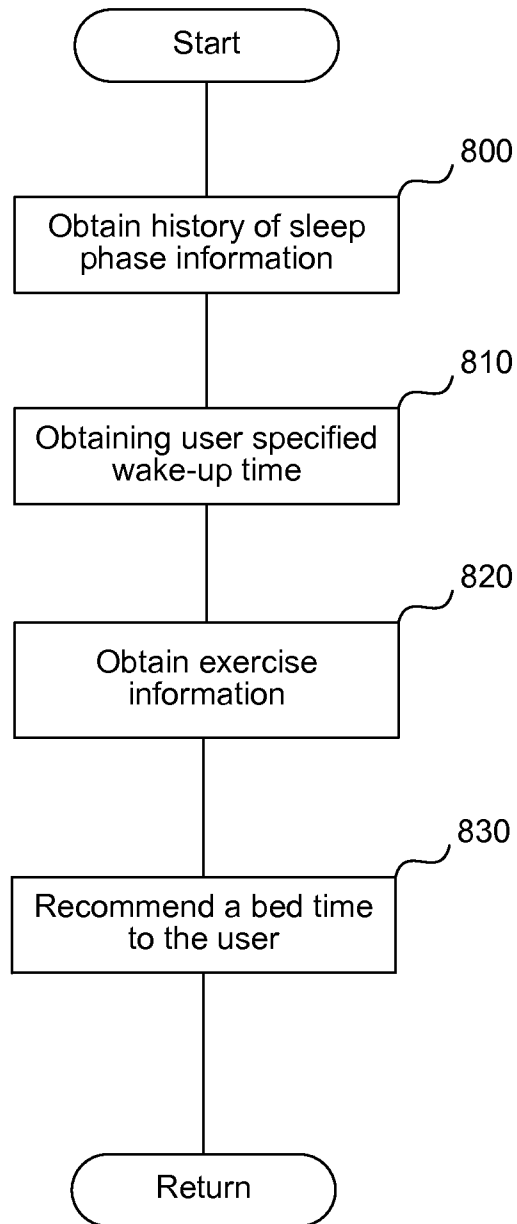 Start
800
Obtain history of sleep
phase information
810
Obtaining user specified
wake-up time
820
Obtain exercise
information
830
Recommend a bed time
to the user
Return